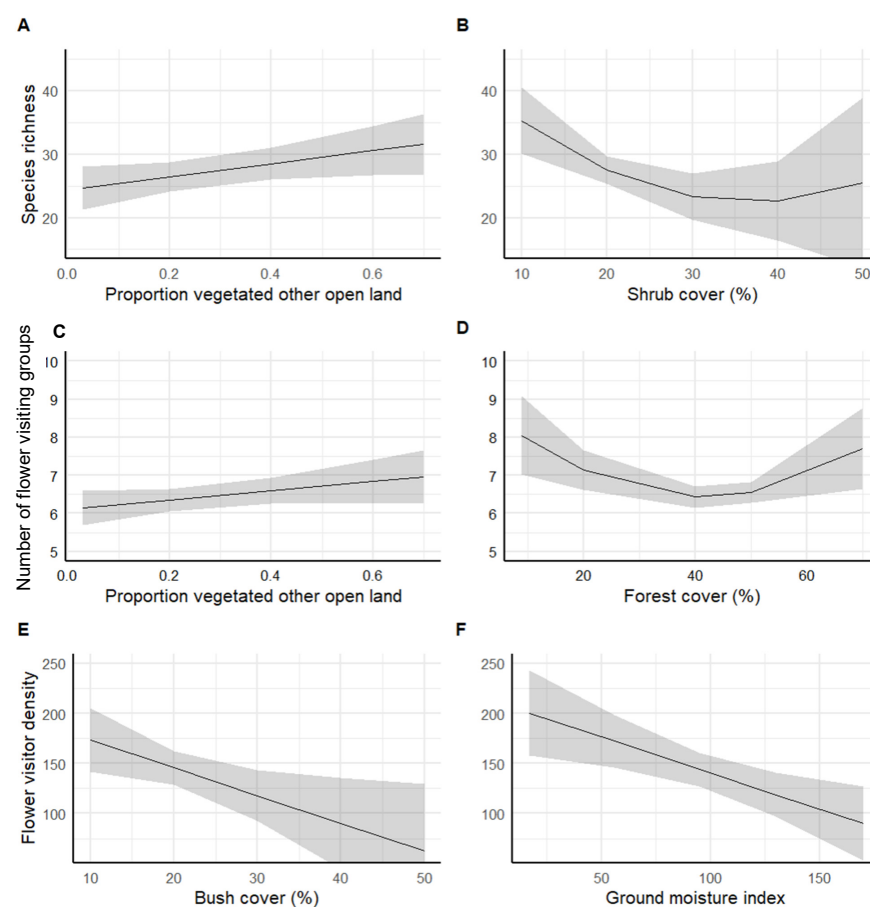 A
B
Species richness
40
30
20
0.0 0.2 0.4 0.6
Proportion vegetated other open land
40
30
20
10 20 30 40 50
Shrub cover (%)
C
D
Number of flower visiting groups
10
9
8
7
6
5
0.0 0.2 0.4 0.6
Proportion vegetated other open land
10
9
8
7
6
5
20 40 60
Forest cover (%)
E
F
Flower visitor density
250
200
150
100
10 20 30 40 50
Bush cover (%)
250
200
150
100
50 100 150
Ground moisture index